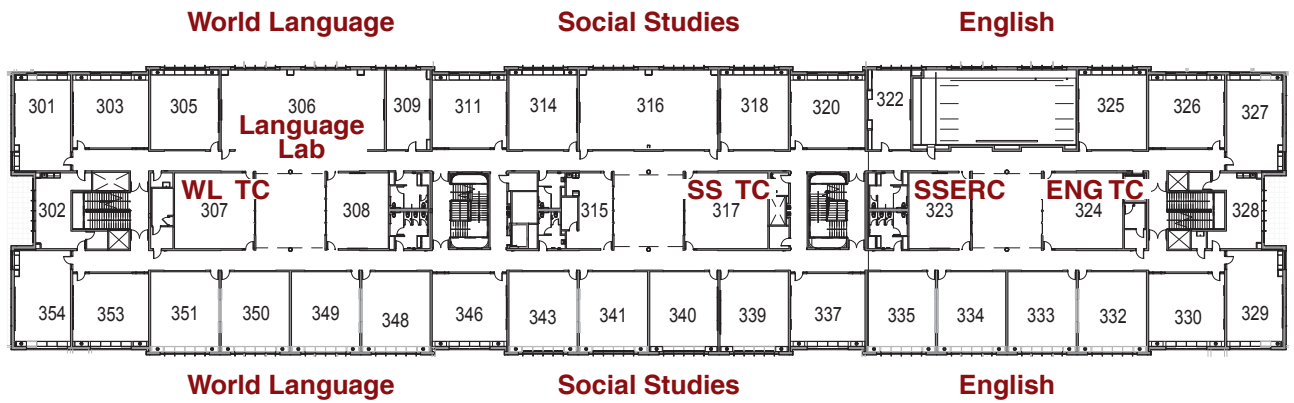 World Language Social Studies English
301 303 305 306 309 311 314 316 318 320 322 325 326 327
Language
Lab
WL TC SS TC SSERC ENG TC
302 307 308 315 317 323 324 328
354 353 351 350 349 348 346 343 341 340 339 337 335 334 333 332 330 329
World Language Social Studies English